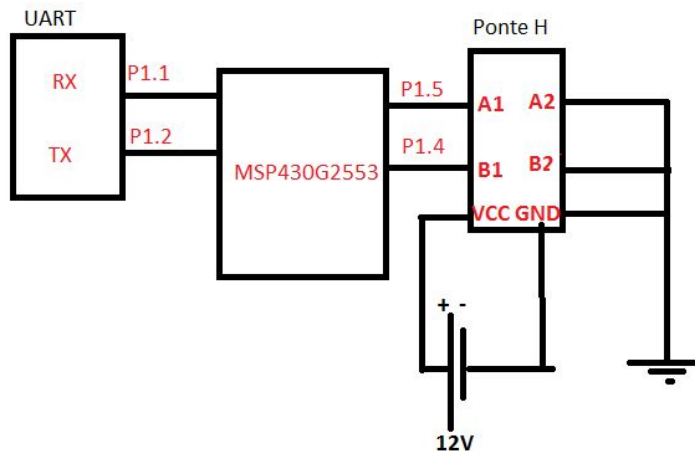 UART
RX
P1.1
TX
P1.2
MSP430G2553
P1.5
P1.4
Ponte H
A1 A2
B1 B2
VCC GND
+ -
12V